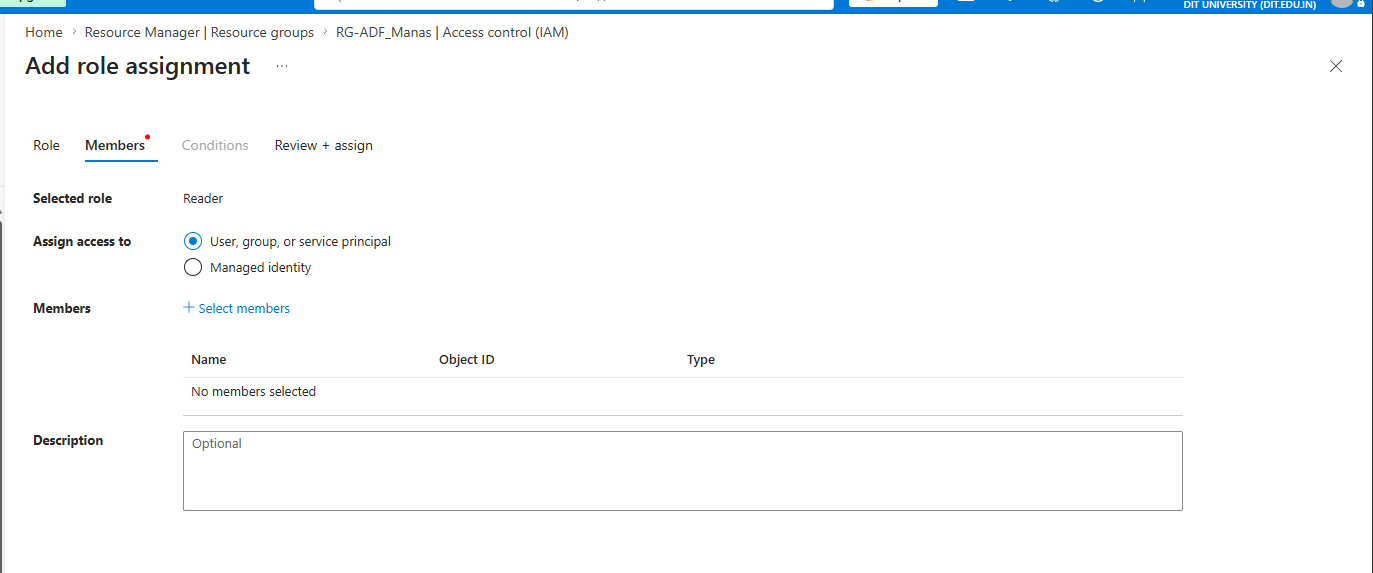 DIT UNIVERSITY (DIT.EDU.IN)
Home > Resource Manager | Resource groups > RG-ADF_Manas | Access control (IAM)
Add role assignment ...
Role Members Conditions Review + assign
Selected role Reader
Assign access to User, group, or service principal
Managed identity
Members + Select members
Name Object ID Type
No members selected
Description Optional